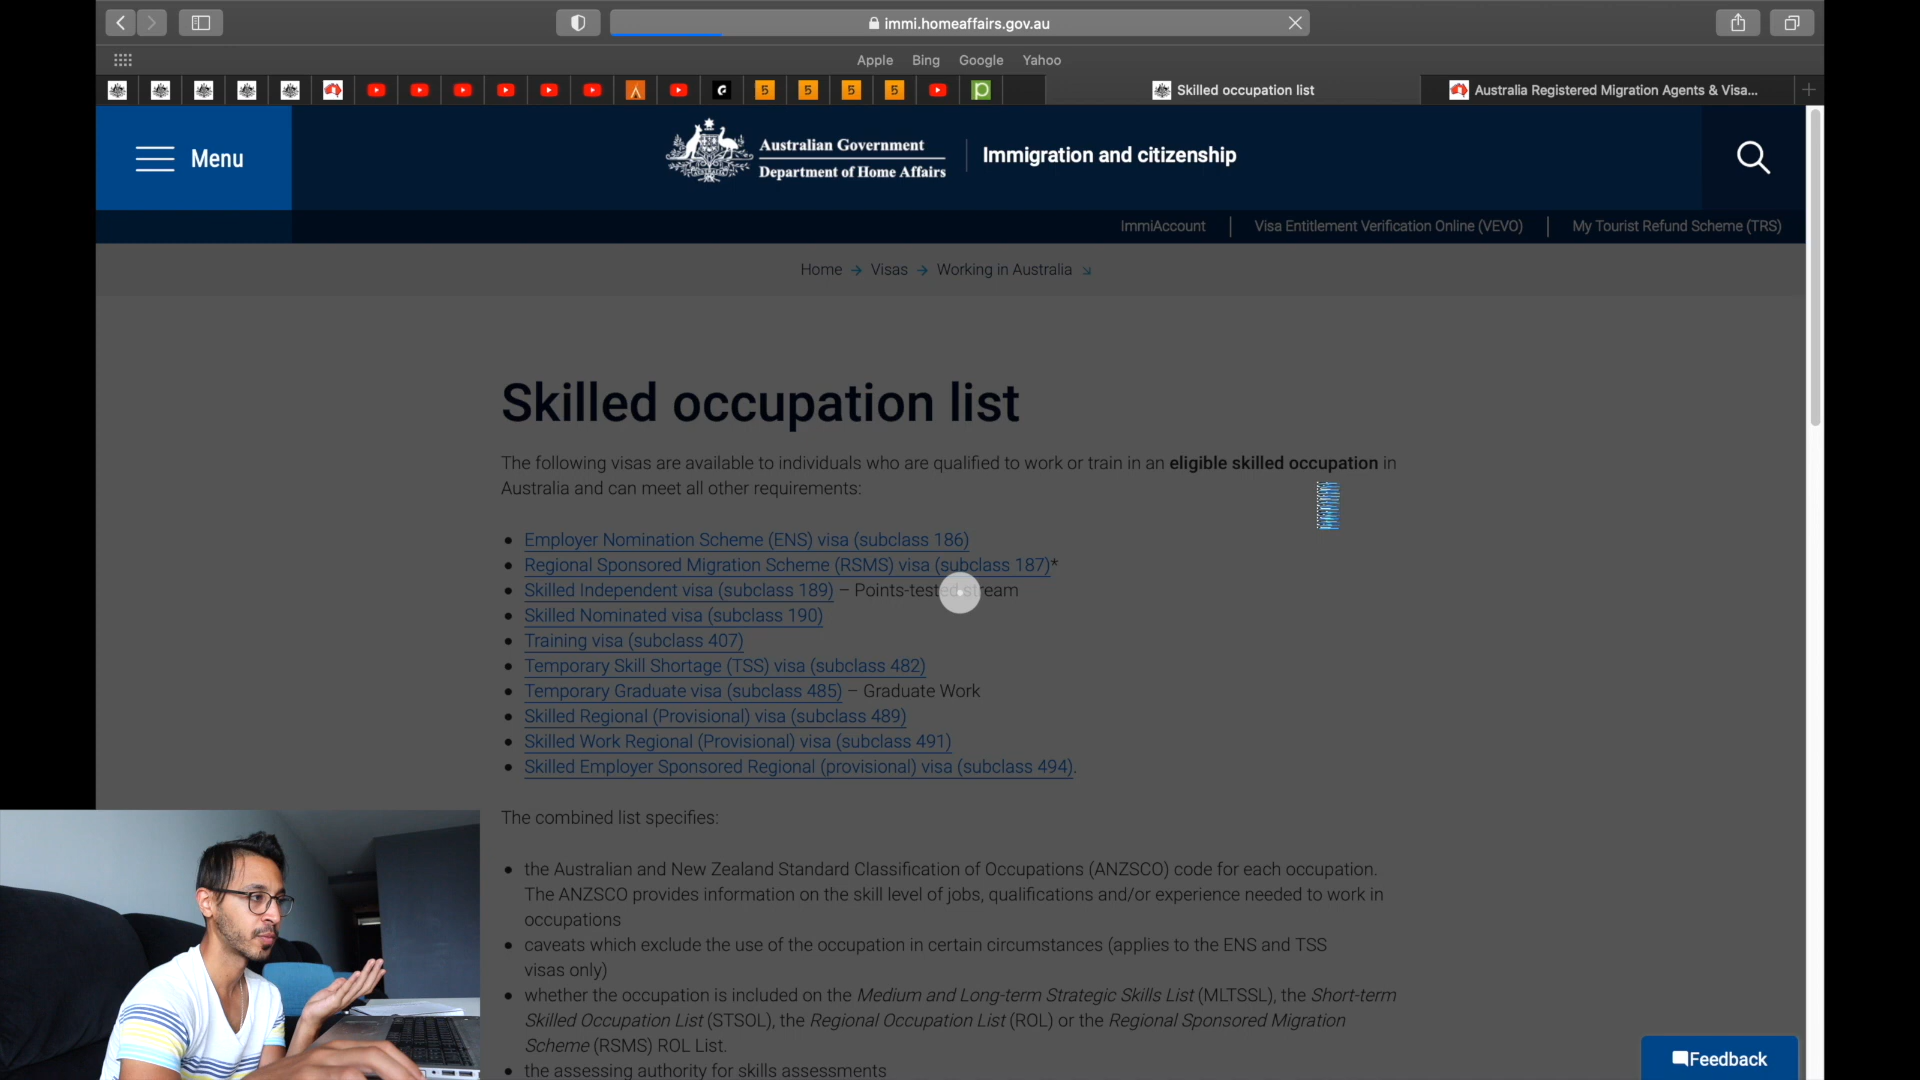 immi.homeaffairs.gov.au
Apple Bing Google Yahoo
5 5 5 5
Skilled occupation list
Australia Registered Migration Agents & Visa...
Menu
Australian Government
Department of Home Affairs
Immigration and citizenship
ImmiAccount
Visa Entitlement Verification Online (VEVO)
My Tourist Refund Scheme (TRS)
Home → Visas → Working in Australia
Skilled occupation list
The following visas are available to individuals who are qualified to work or train in an eligible skilled occupation in
Australia and can meet all other requirements:
• Employer Nomination Scheme (ENS) visa (subclass 186)
• Regional Sponsored Migration Scheme (RSMS) visa (subclass 187)*
• Skilled Independent visa (subclass 189) – Points-tested stream
• Skilled Nominated visa (subclass 190)
• Training visa (subclass 407)
• Temporary Skill Shortage (TSS) visa (subclass 482)
• Temporary Graduate visa (subclass 485) – Graduate Work
• Skilled Regional (Provisional) visa (subclass 489)
• Skilled Work Regional (Provisional) visa (subclass 491)
• Skilled Employer Sponsored Regional (provisional) visa (subclass 494).
The combined list specifies:
• the Australian and New Zealand Standard Classification of Occupations (ANZSCO) code for each occupation.
The ANZSCO provides information on the skill level of jobs, qualifications and/or experience needed to work in
occupations
• caveats which exclude the use of the occupation in certain circumstances (applies to the ENS and TSS
visas only)
• whether the occupation is included on the Medium and Long-term Strategic Skills List (MLTSSL), the Short-term
Skilled Occupation List (STSOL), the Regional Occupation List (ROL) or the Regional Sponsored Migration
Scheme (RSMS) ROL List.
• the assessing authority for skills assessments
Feedback